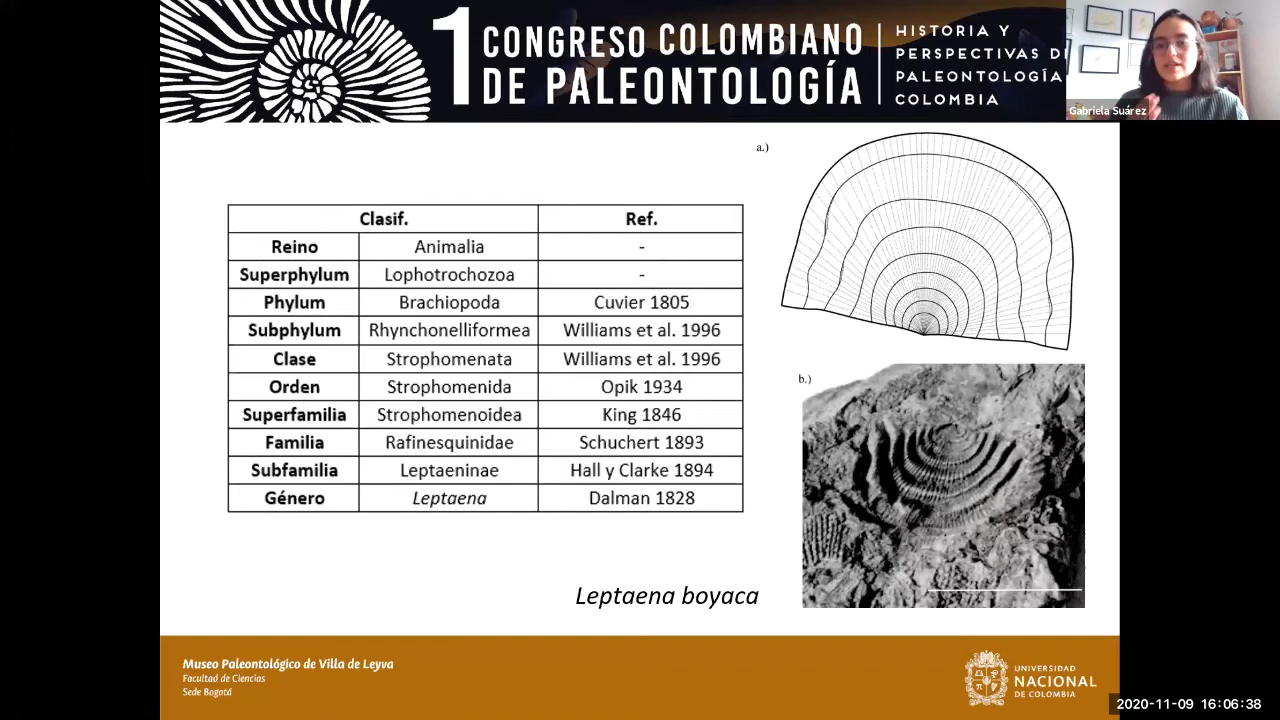 1 CONGRESO COLOMBIANO
DE PALEONTOLOGÍA
HISTORIA Y
PERSPECTIVAS D
PALEONTOLOGÍA
COLOMBIA
Gabriela Suárez
a.)
Clasif. Ref.
Reino Animalia -
Superphylum Lophotrochozoa -
Phylum Brachiopoda Cuvier 1805
Subphylum Rhynchonelliformea Williams et al. 1996
Clase Strophomenata Williams et al. 1996
Orden Strophomenida Opik 1934
Superfamilia Strophomenoidea King 1846
Familia Rafinesquinidae Schuchert 1893
Subfamilia Leptaeninae Hall y Clarke 1894
Género Leptaena Dalman 1828
b.)
Leptaena boyaca
Museo Paleontológico de Villa de Leyva
Facultad de Ciencias
Sede Bogotá
UNIVERSIDAD
NACIONAL
DE COLOMBIA
2020-11-09 16:06:38